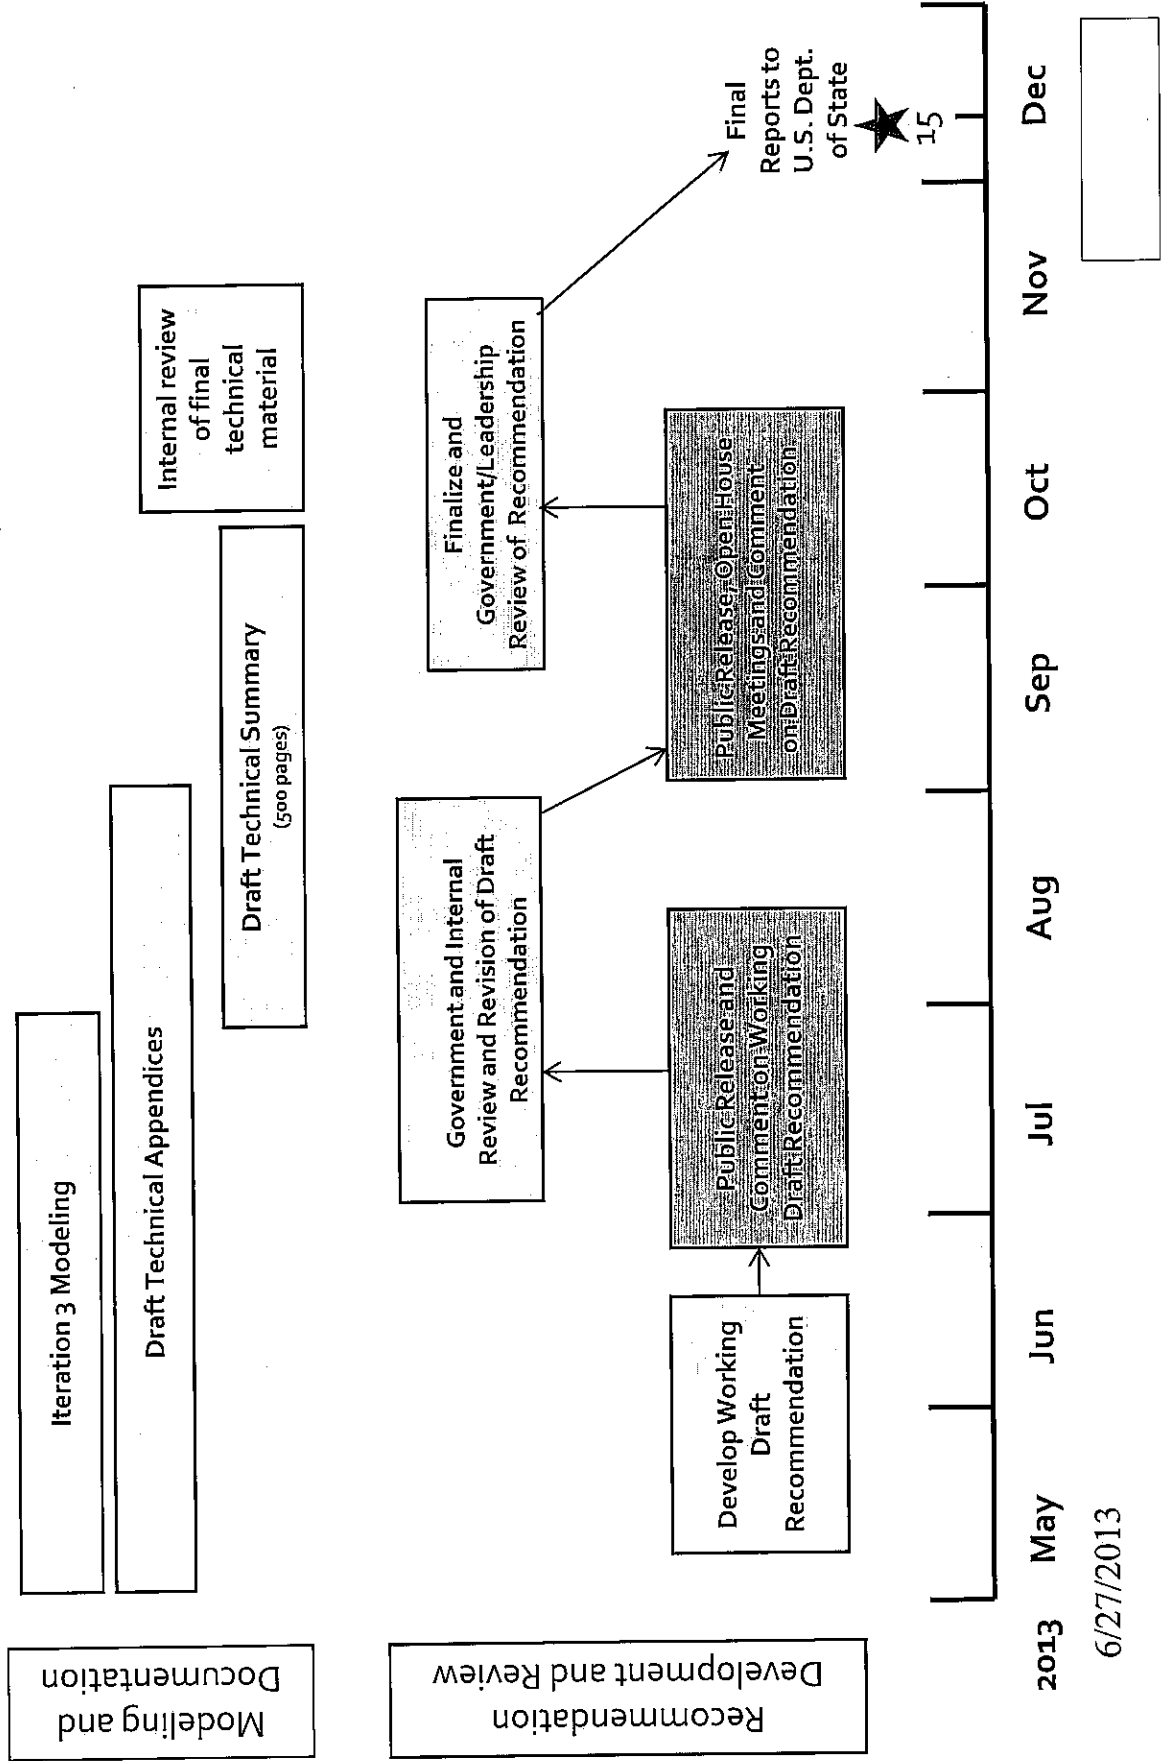 Modeling and
Documentation
Iteration 3 Modeling
Draft Technical Appendices
Draft Technical Summary
(500 pages)
Internal review
of final
technical
material
Recommendation
Development and Review
Develop Working
Draft
Recommendation
Public Release and
Comment on Working
Draft Recommendation
Government and Internal
Review and Revision of Draft
Recommendation
Public Release, Open House
Meetings and Comment
on Draft Recommendation
Finalize and
Government/Leadership
Review of Recommendation
Final
Reports to
U.S. Dept.
of State
15
2013 May Jun Jul Aug Sep Oct Nov Dec
6/27/2013